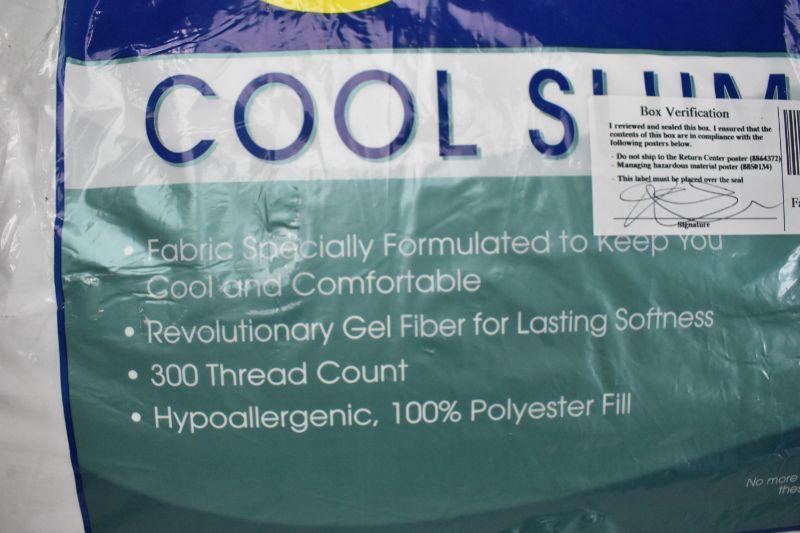 COOL SLUM
Box Verification
I reviewed and sealed this box. I ensured that the
contents of this box are in compliance with the
following posters below.
- Do not ship to the Return Center poster (8864372)
- Managing hazardous material poster (8850134)
- This label must be placed over the seal
Signature
• Fabric Specially Formulated to Keep You
Cool and Comfortable
• Revolutionary Gel Fiber for Lasting Softness
• 300 Thread Count
• Hypoallergenic, 100% Polyester Fill
No more